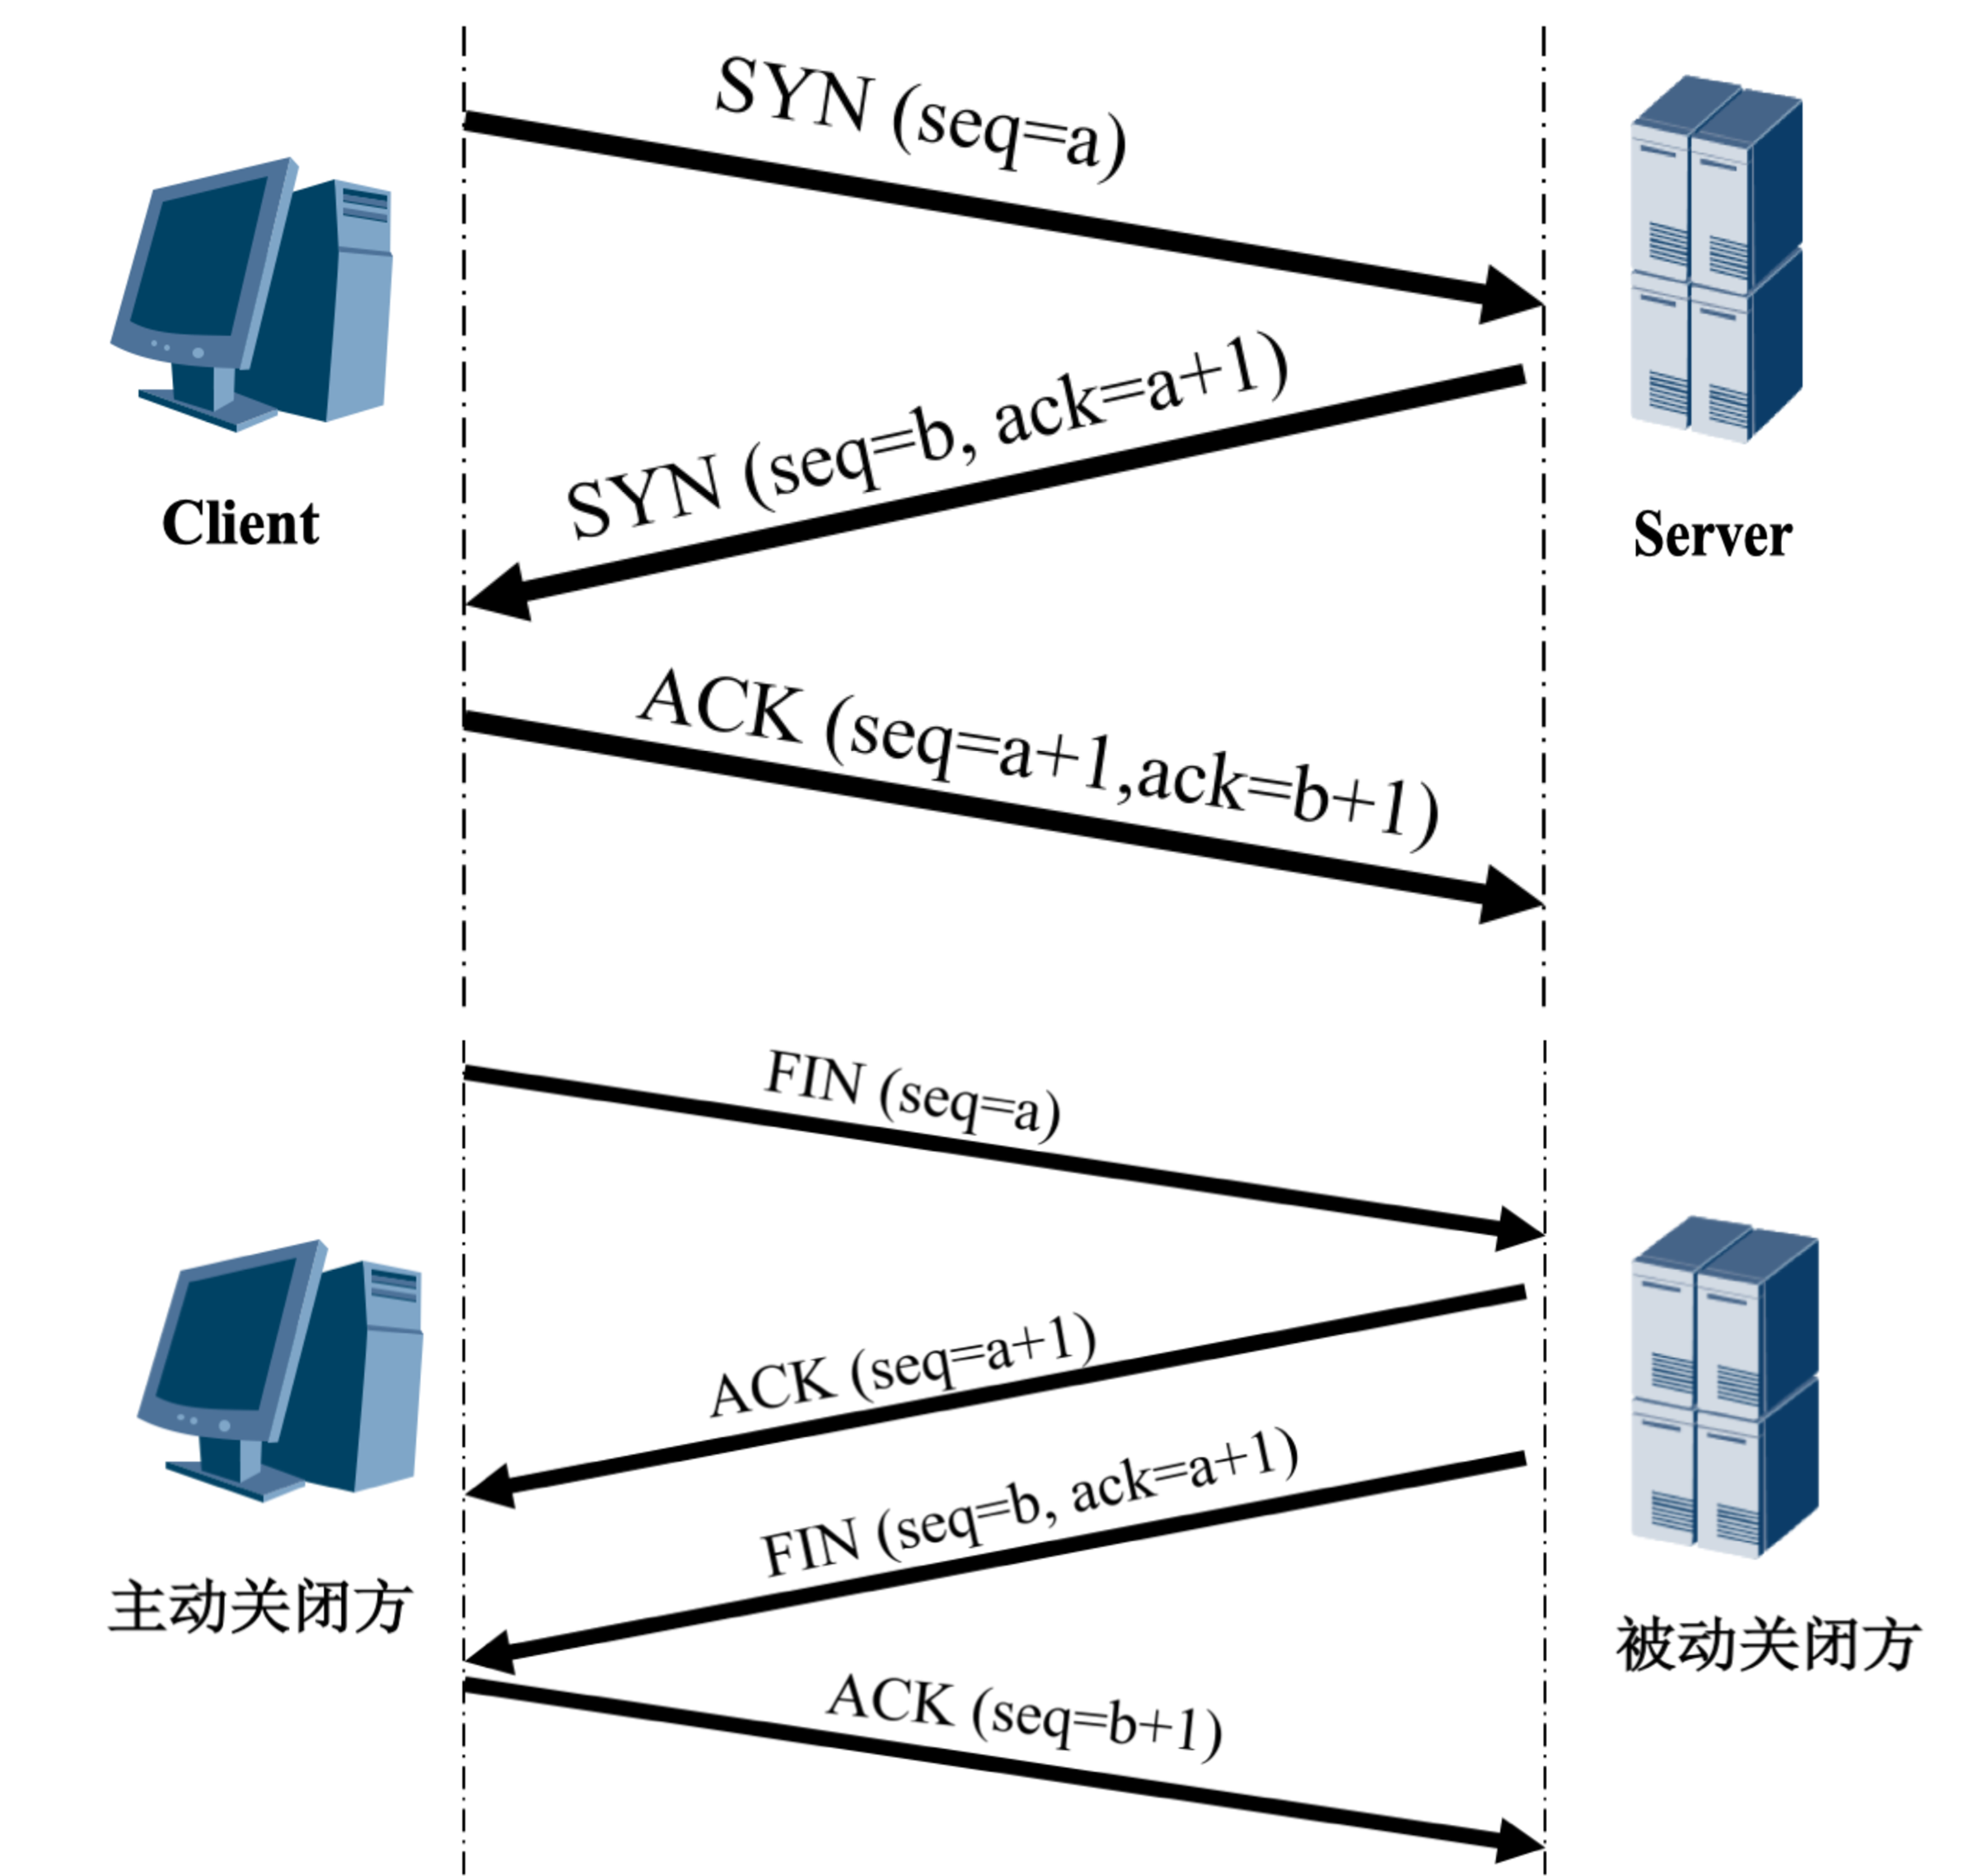 SYN (seq=a)
SYN (seq=b, ack=a+1)
Client
Server
ACK (seq=a+1,ack=b+1)
FIN (seq=a)
ACK (seq=a+1)
FIN (seq=b, ack=a+1)
主动关闭方
被动关闭方
ACK (seq=b+1)